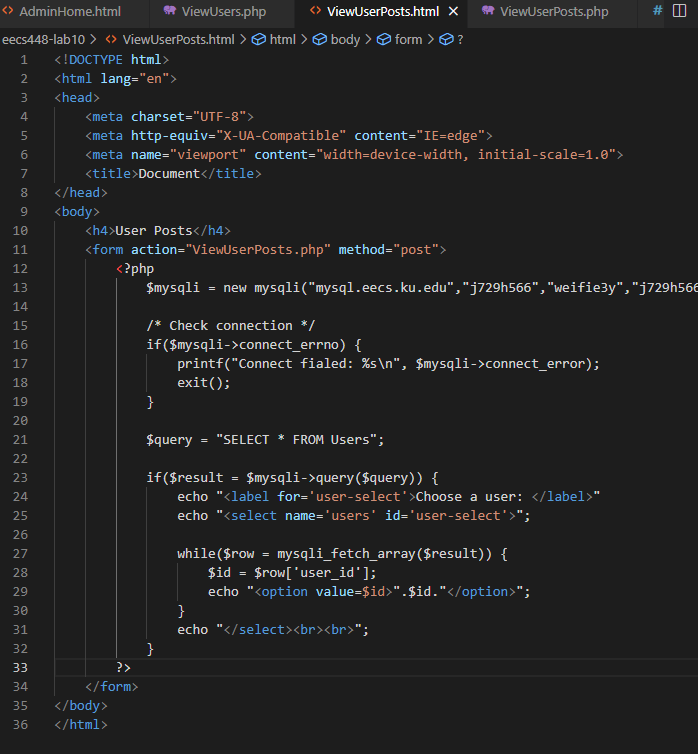 AdminHome.html ViewUsers.php ViewUserPosts.html ViewUserPosts.php #
eecs448-lab10 > ViewUserPosts.html > html > body > form > ?
1 <!DOCTYPE html>
2 <html lang="en">
3 <head>
4 <meta charset="UTF-8">
5 <meta http-equiv="X-UA-Compatible" content="IE=edge">
6 <meta name="viewport" content="width=device-width, initial-scale=1.0">
7 <title>Document</title>
8 </head>
9 <body>
10 <h4>User Posts</h4>
11 <form action="ViewUserPosts.php" method="post">
12 <?php
13 $mysqli = new mysqli("mysql.eecs.ku.edu","j729h566","weifie3y","j729h566
14
15 /* Check connection */
16 if($mysqli->connect_errno) {
17 printf("Connect fialed: %s\n", $mysqli->connect_error);
18 exit();
19 }
20
21 $query = "SELECT * FROM Users";
22
23 if($result = $mysqli->query($query)) {
24 echo "<label for='user-select'>Choose a user: </label>"
25 echo "<select name='users' id='user-select'>";
26
27 while($row = mysqli_fetch_array($result)) {
28 $id = $row['user_id'];
29 echo "<option value=$id>".$id."</option>";
30 }
31 echo "</select><br><br>";
32 }
33 ?>
34 </form>
35 </body>
36 </html>